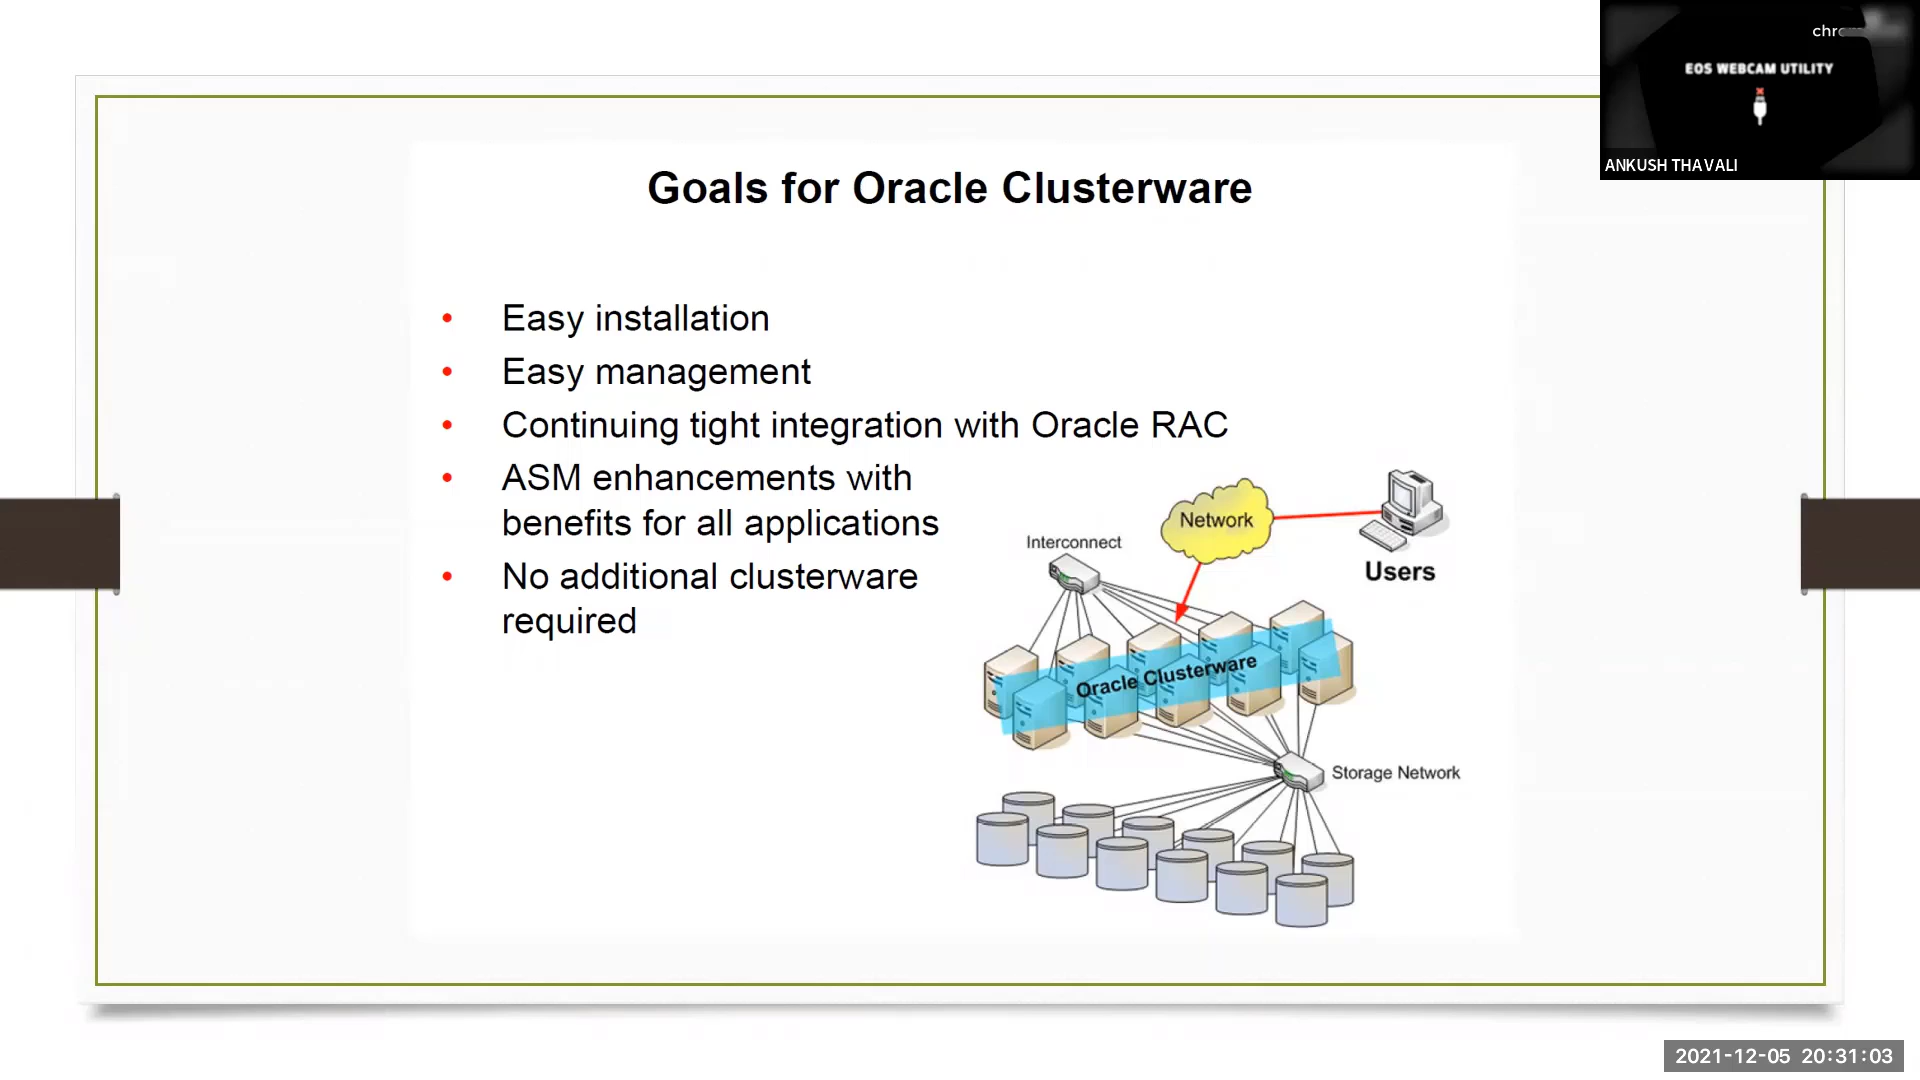 EOS WEBCAM UTILITY
ANKUSH THAVALI
Goals for Oracle Clusterware
• Easy installation
• Easy management
• Continuing tight integration with Oracle RAC
• ASM enhancements with
benefits for all applications
• No additional clusterware
required
Network
Interconnect
Users
Oracle Clusterware
Storage Network
2021-12-05 20:31:03